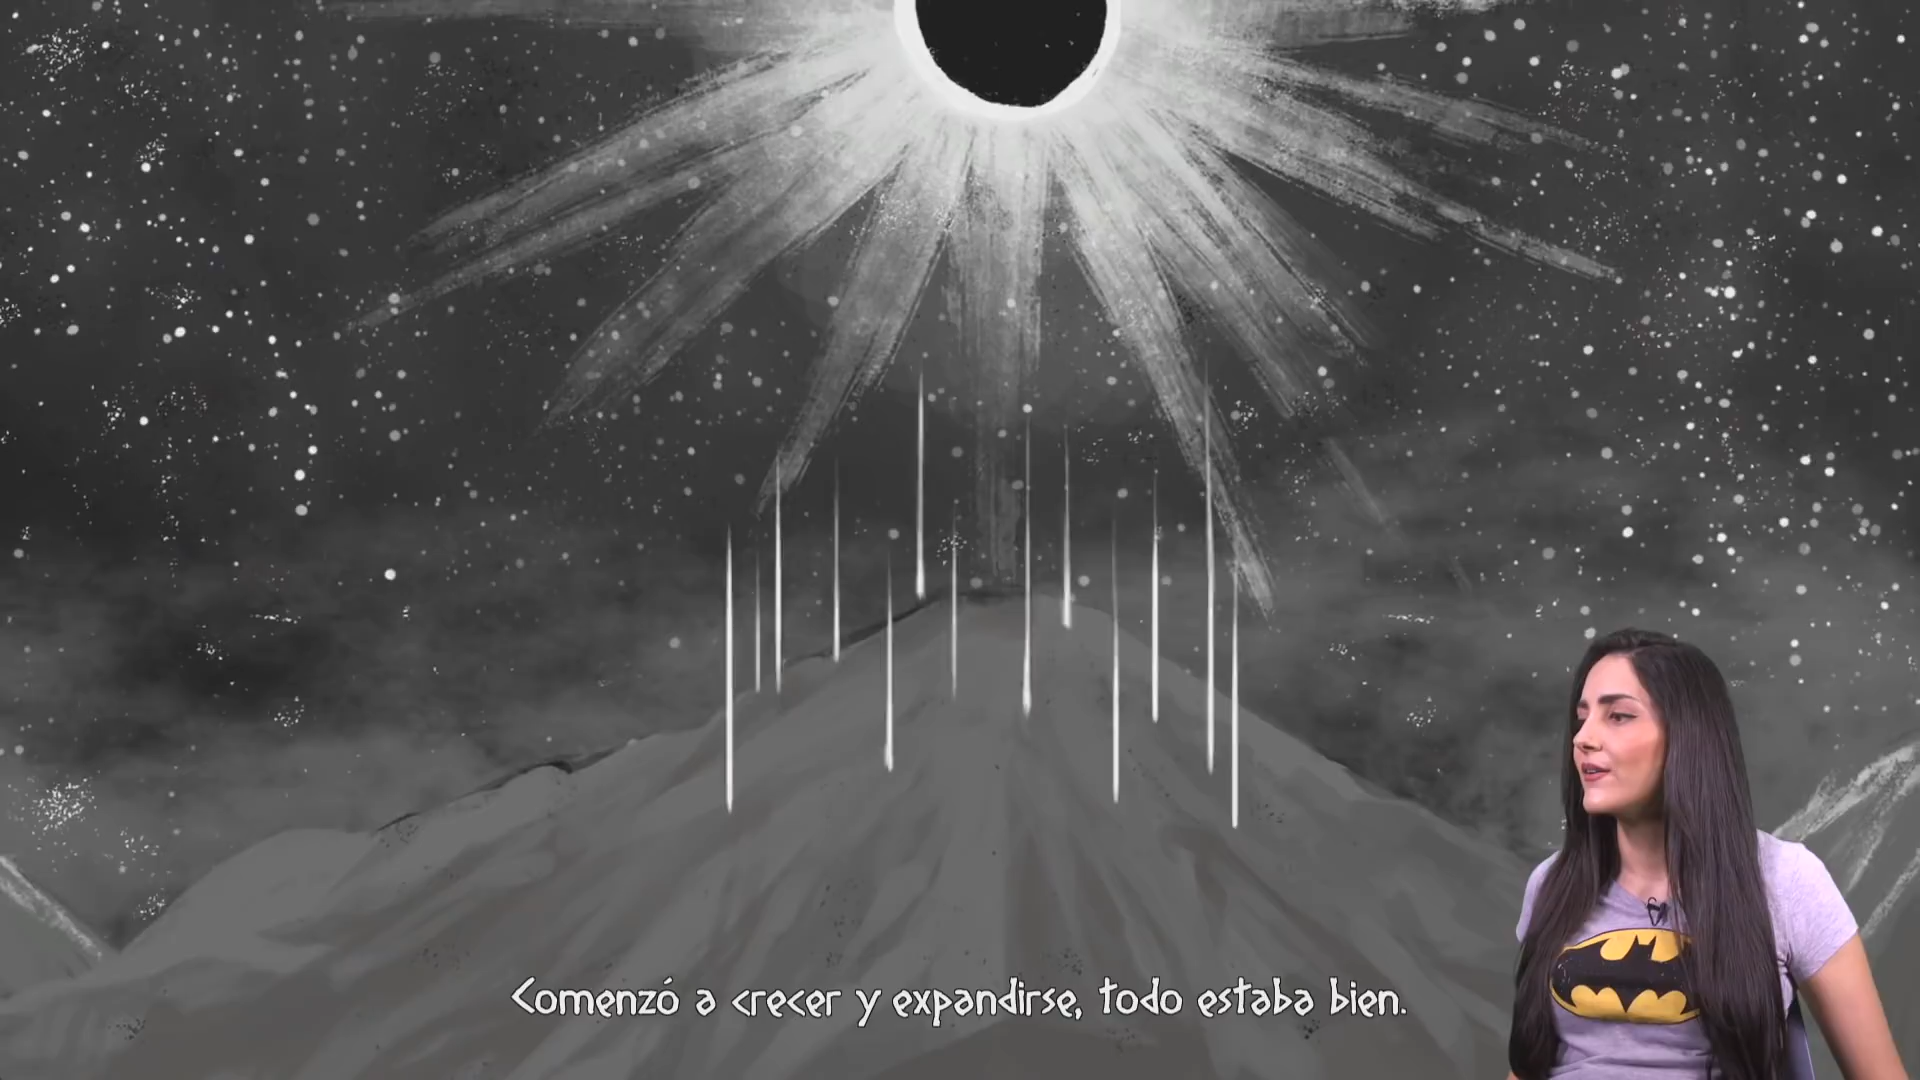 Comenzó a crecer y expandirse, todo estaba bien.